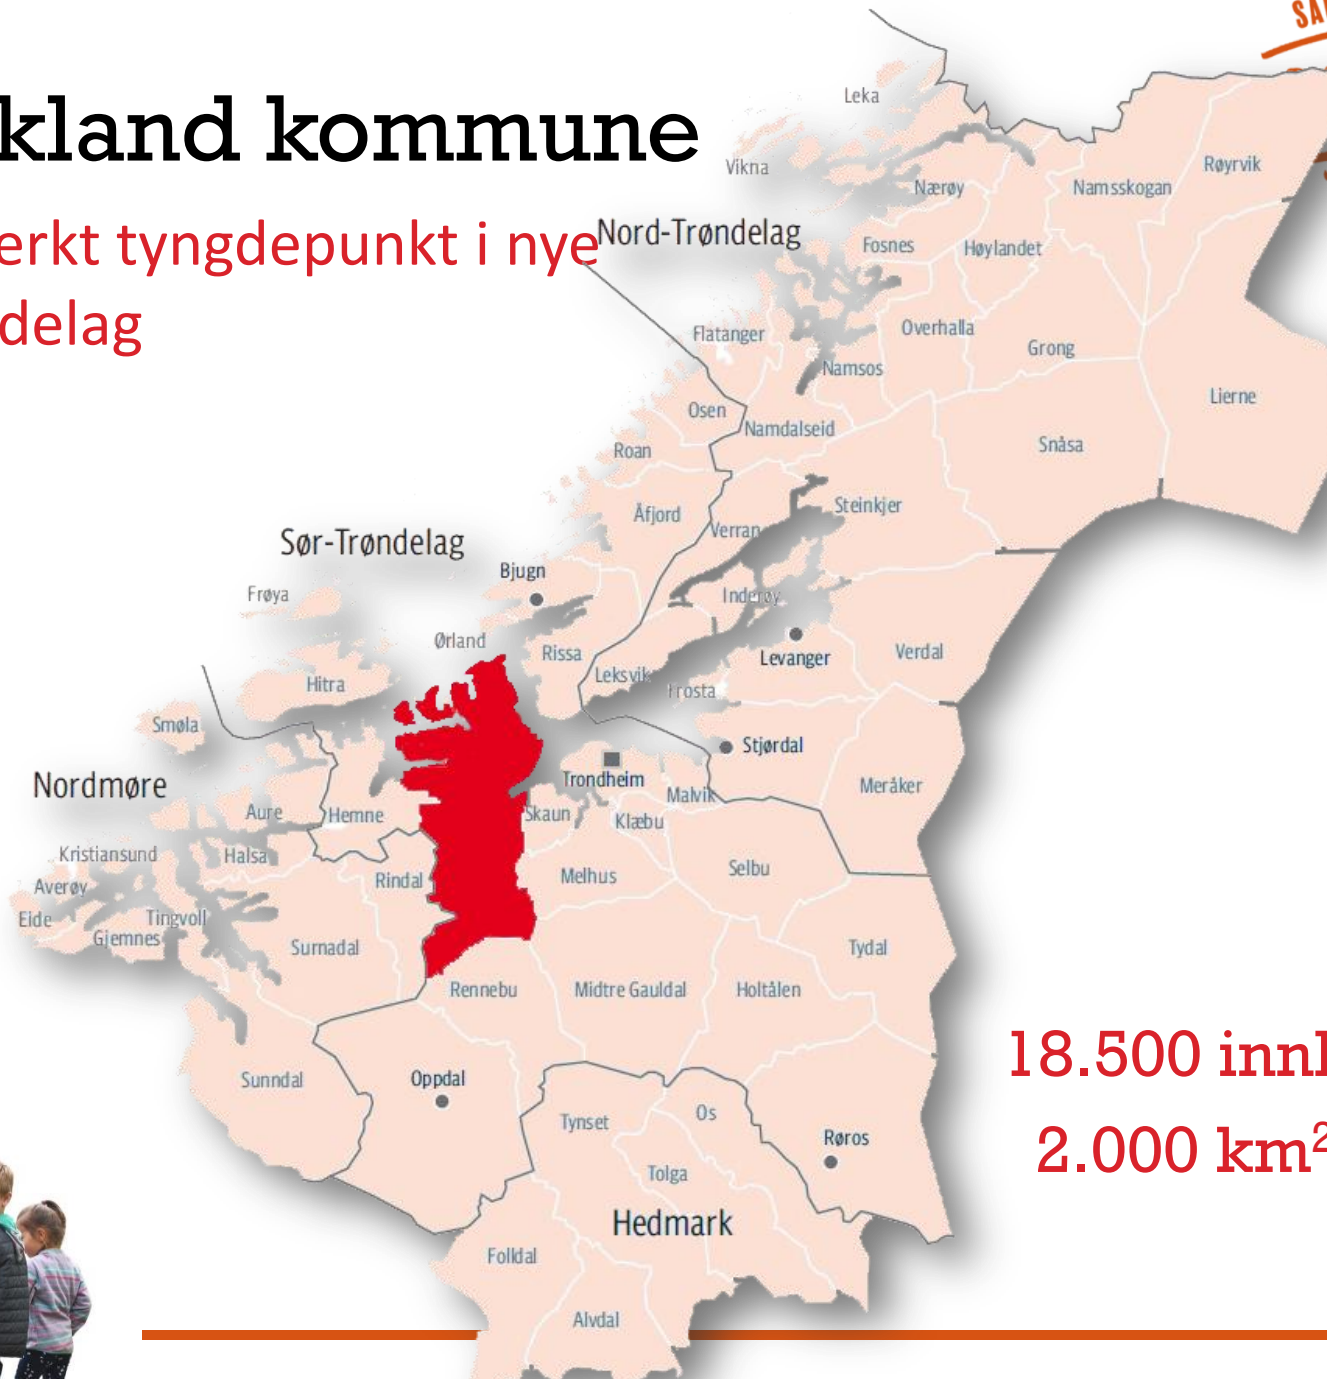 kland kommune
erkt tyngdepunkt i nye
delag
Leka
Vikna
Nærøy
Namsskogan
Røyrvik
Nord-Trøndelag
Fosnes
Høylandet
Flatanger
Overhalla
Grong
Namsos
Lierne
Osen
Namdalseid
Snåsa
Roan
Åfjord
Verran
Steinkjer
Sør-Trøndelag
Bjugn
Frøya
Inderøy
Ørland
Rissa
Levanger
Verdal
Hitra
Leksvik
Frosta
Smøla
Stjørdal
Nordmøre
Trondheim
Malvik
Meråker
Aure
Hemne
Skaun
Klæbu
Kristiansund
Halsa
Rindal
Melhus
Selbu
Averøy
Eide
Tingvoll
Gjemnes
Surnadal
Tydal
Rennebu
Midtre Gauldal
Holtålen
18.500 inn
Sunndal
Oppdal
Tynset
Os
Røros
2.000 km²
Tolga
Hedmark
Folldal
Alvdal